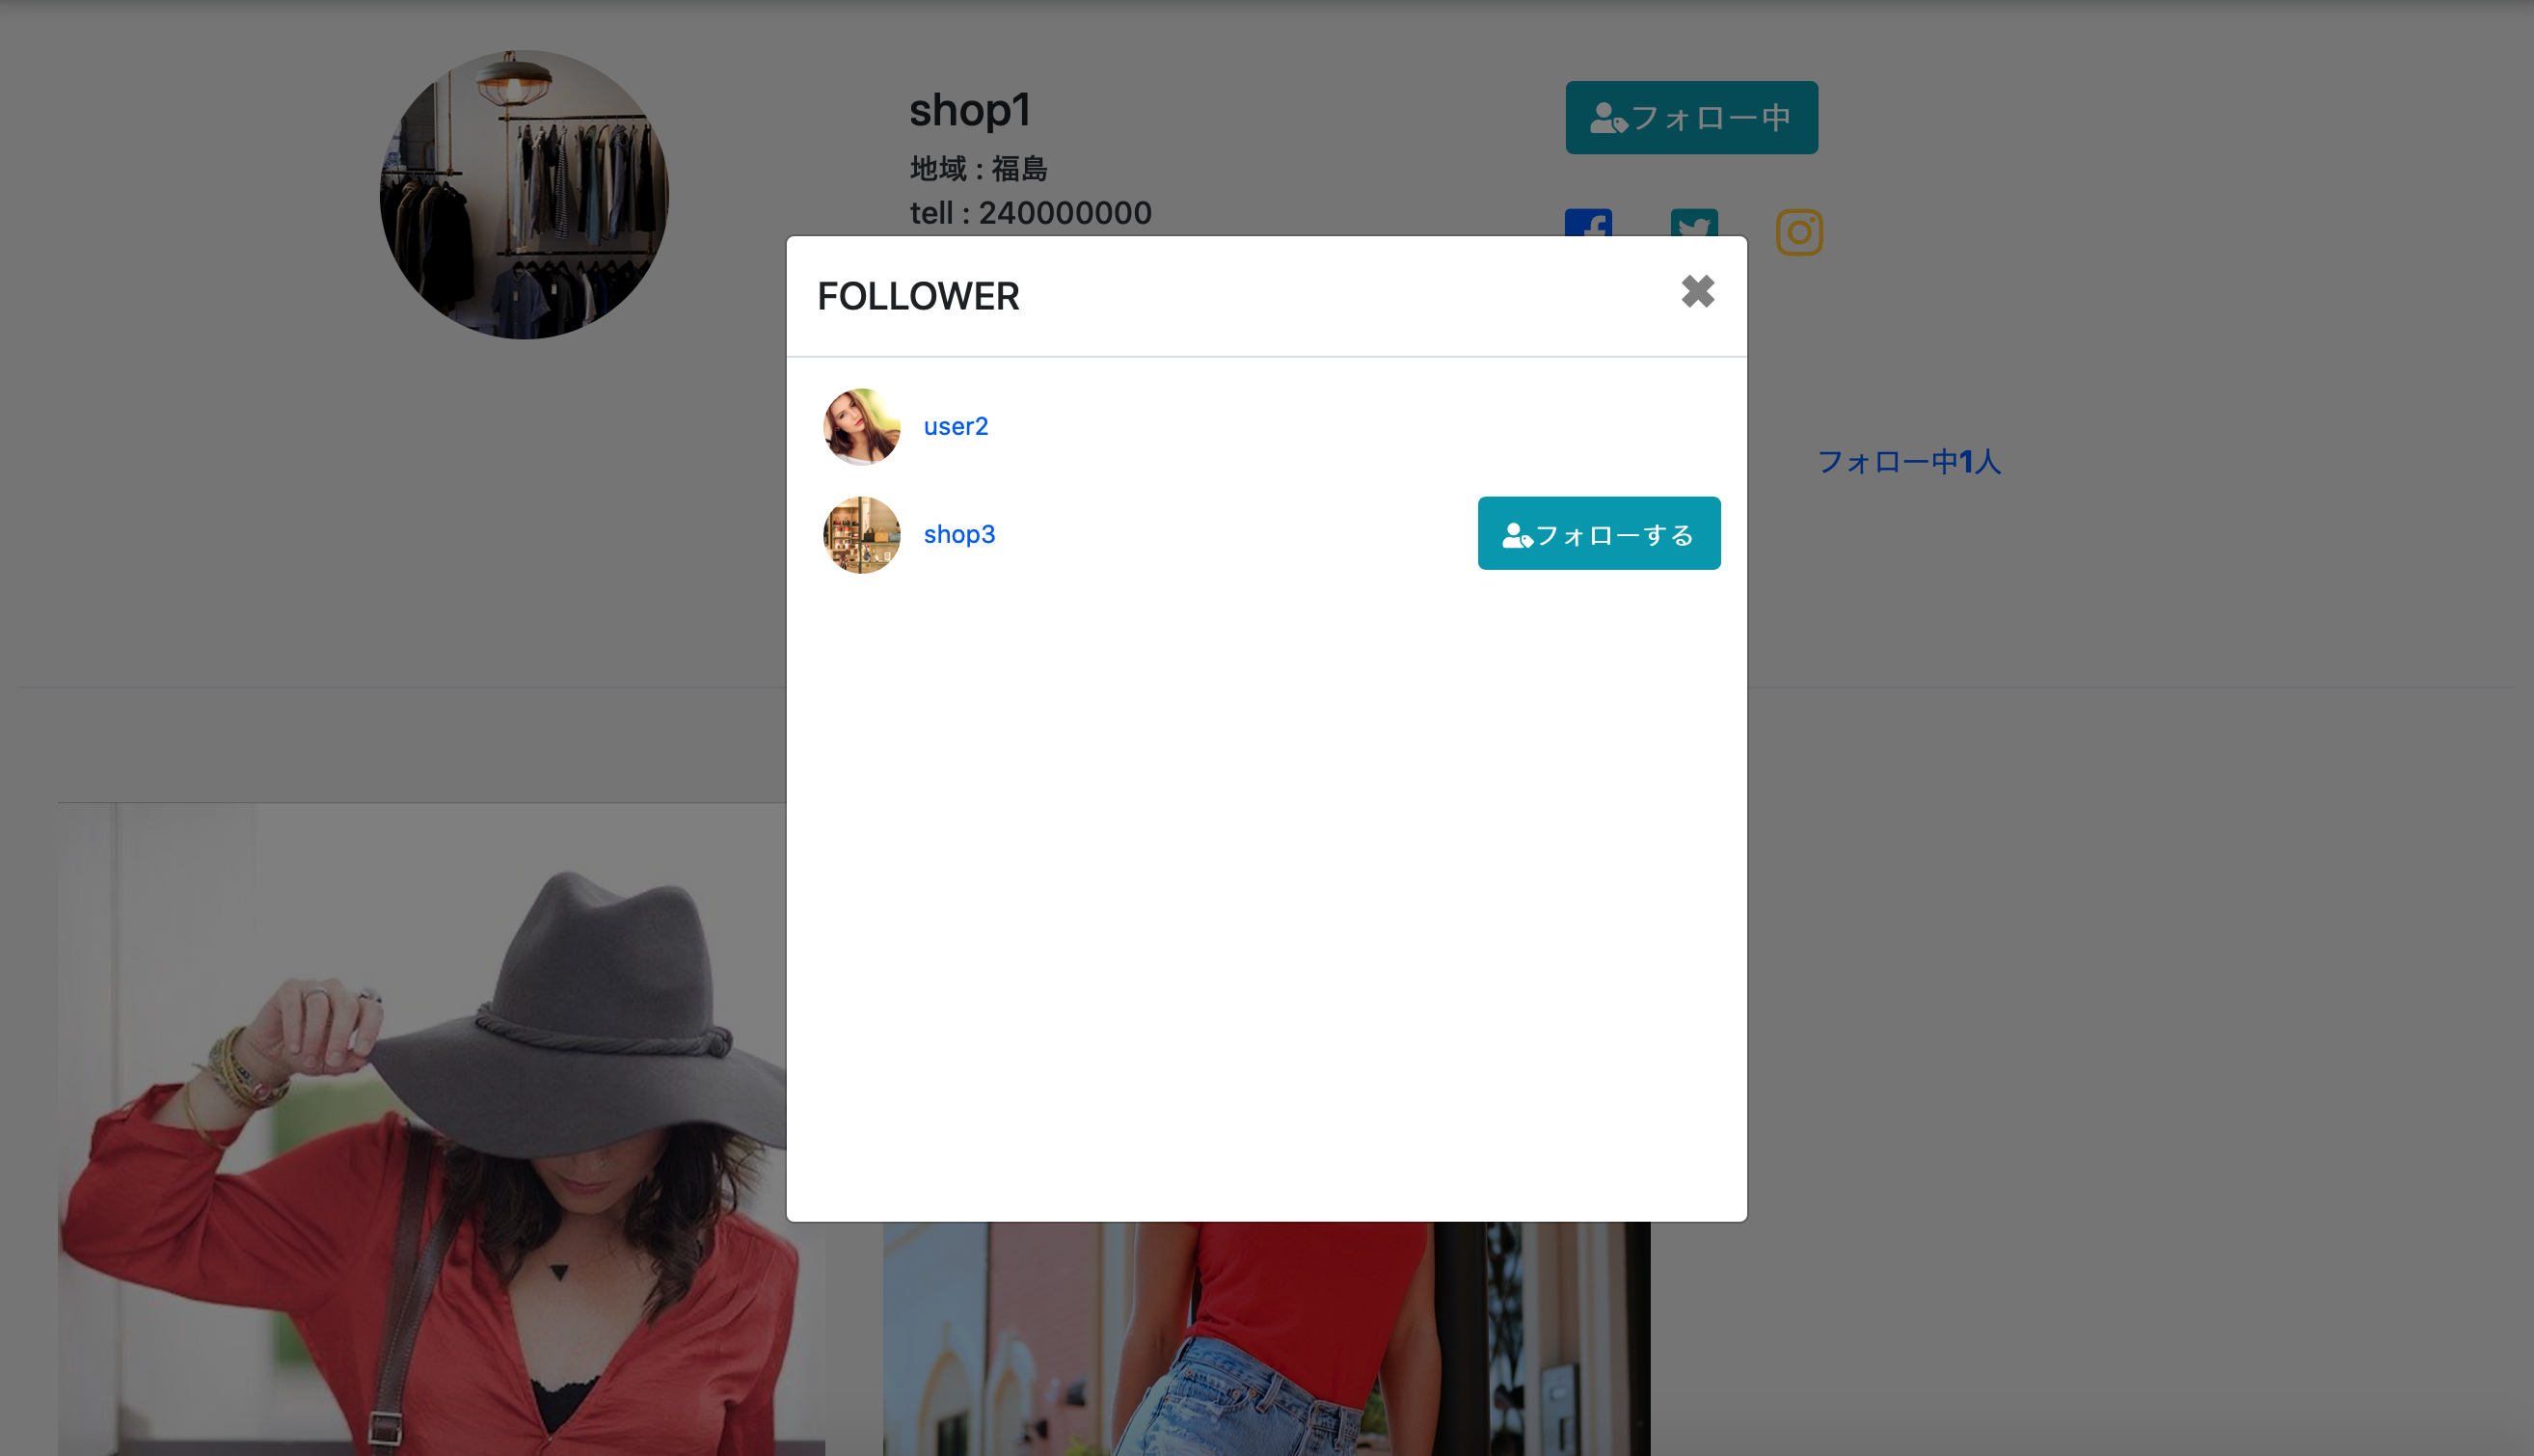 shop1
フォロー中
地域 : 福島
tell : 240000000
FOLLOWER
user2
フォロー中1人
shop3
フォローする